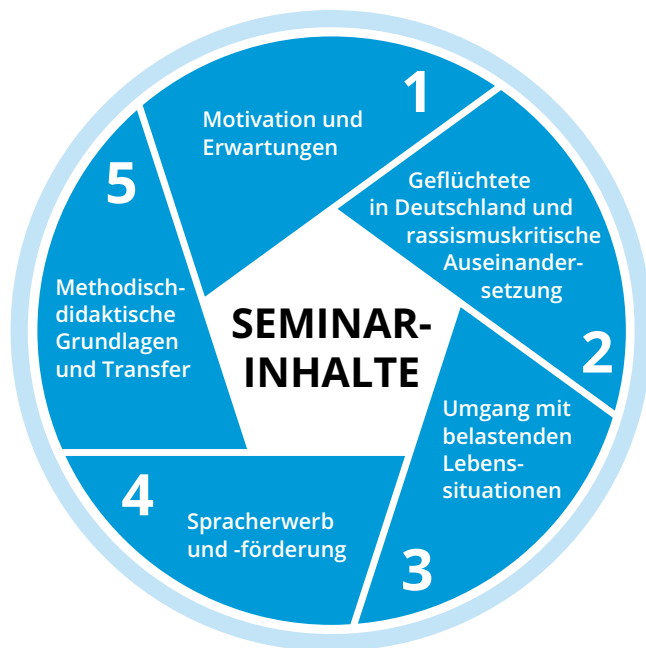 1
Motivation und
Erwartungen
2
Geflüchtete
in Deutschland und
rassismuskritische
Auseinander-
setzung
3
Umgang mit
belastenden
Lebens-
situationen
4
Spracherwerb
und -förderung
5
Methodisch-
didaktische
Grundlagen
und Transfer
SEMINAR-
INHALTE